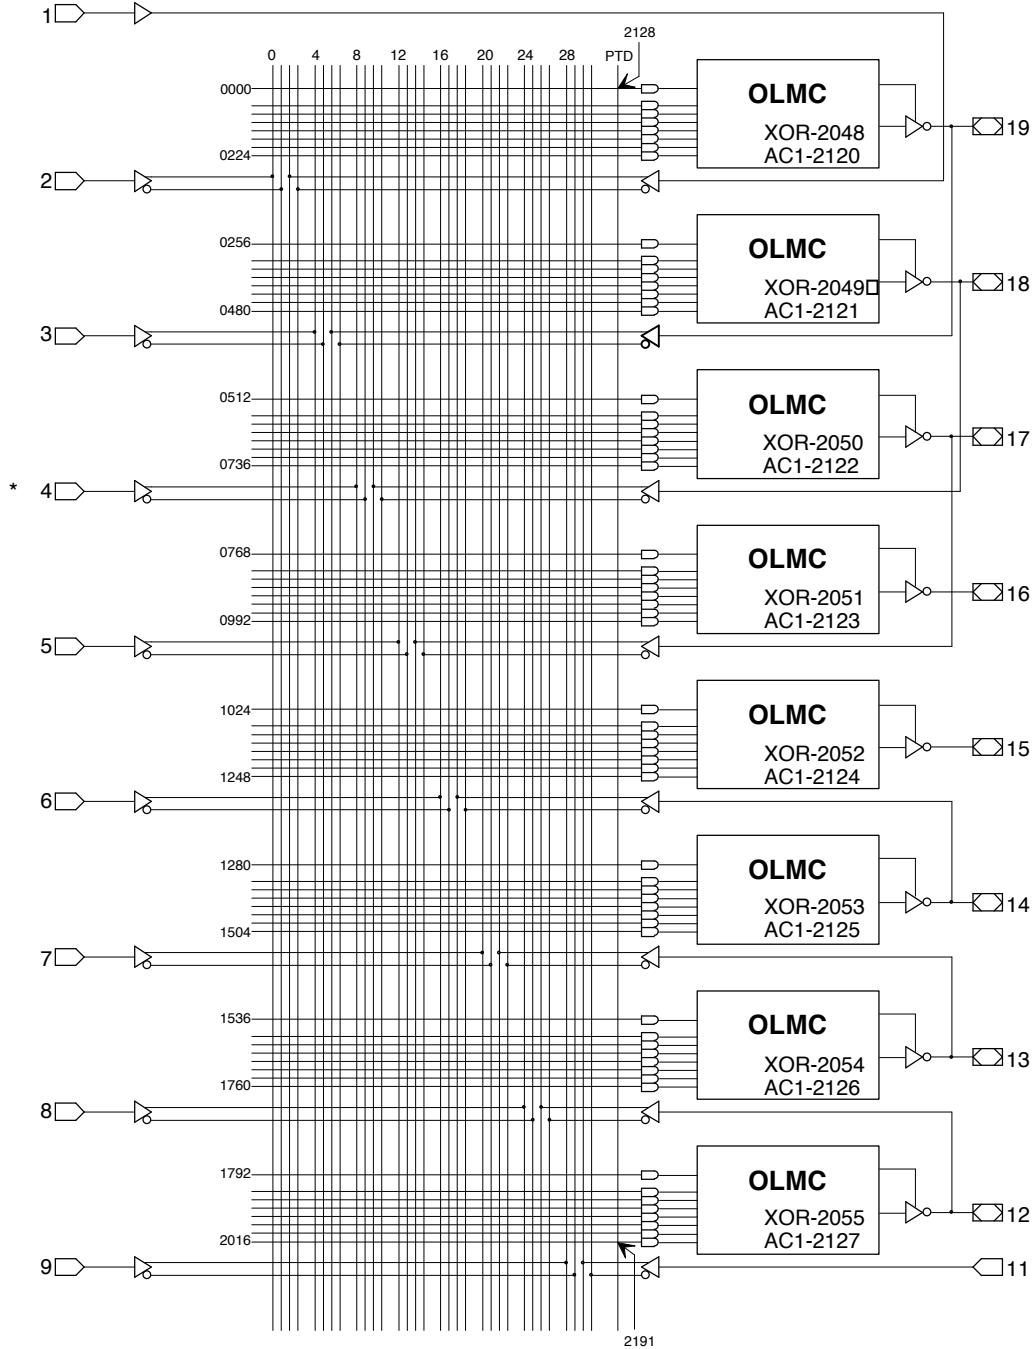 1
2128
0 4 8 12 16 20 24 28 PTD
0000
OLMC
XOR-2048
AC1-2120
19
0224
2
0256
OLMC
XOR-2049
AC1-2121
18
0480
3
0512
OLMC
XOR-2050
AC1-2122
17
0736
* 4
0768
OLMC
XOR-2051
AC1-2123
16
0992
5
1024
OLMC
XOR-2052
AC1-2124
15
1248
6
1280
OLMC
XOR-2053
AC1-2125
14
1504
7
1536
OLMC
XOR-2054
AC1-2126
13
1760
8
1792
OLMC
XOR-2055
AC1-2127
12
2016
9
11
2191